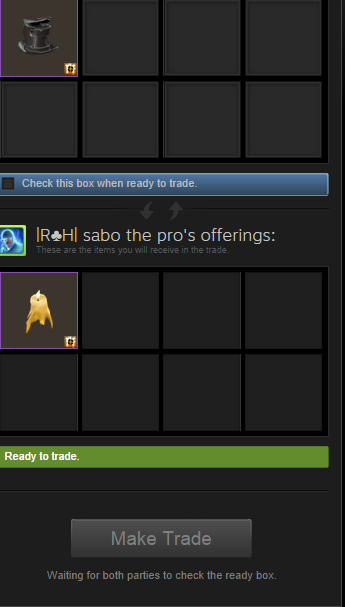 Check this box when ready to trade.
|R♣H| sabo the pro's offerings:
These are the items you will receive in the trade.
Ready to trade.
Make Trade
Waiting for both parties to check the ready box.